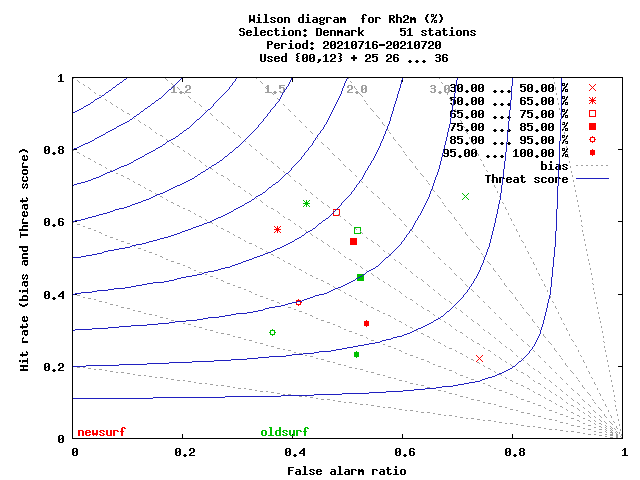 Wilson diagram  for Rh2m (%)
Selection: Denmark     51 stations
Period: 20210716-20210720
Used {00,12} + 25 26 ... 36
1.2
1.5
2.0
3.0
30.00 ... 50.00 %
50.00 ... 65.00 %
65.00 ... 75.00 %
75.00 ... 85.00 %
85.00 ... 95.00 %
95.00 ... 100.00 %
bias
Threat score
Hit rate (bias and Threat score)
1
0.8
0.6
0.4
0.2
0
newsurf
oldsurf
0
0.2
0.4
0.6
0.8
1
False alarm ratio